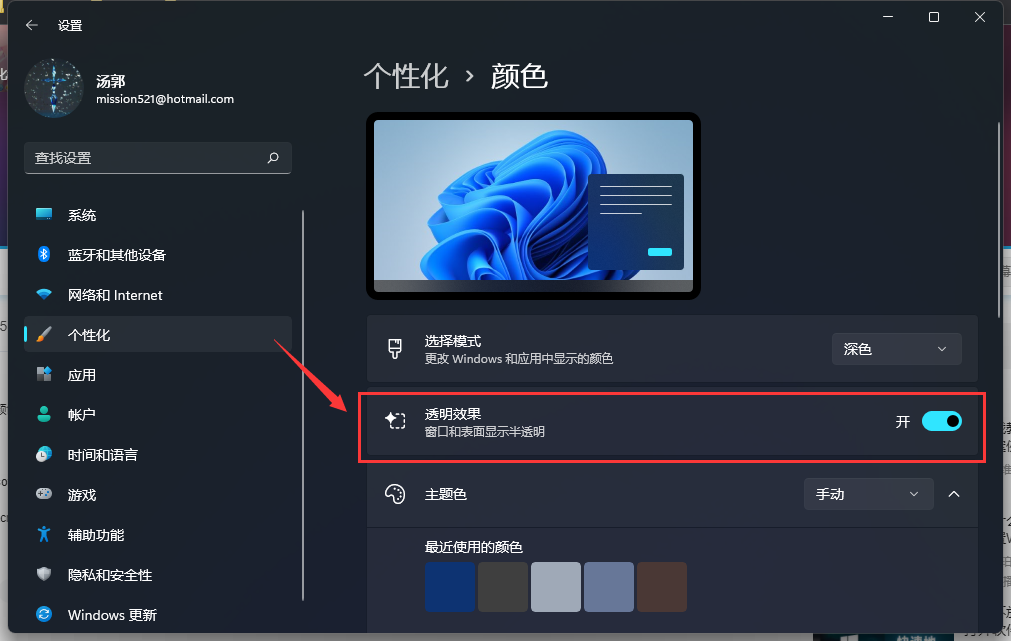 设置
汤郭
mission521@hotmail.com
查找设置
系统
蓝牙和其他设备
网络和 Internet
个性化
应用
帐户
时间和语言
游戏
辅助功能
隐私和安全性
Windows 更新
个性化 › 颜色
选择模式
更改 Windows 和应用中显示的颜色
深色
透明效果
窗口和表面显示半透明
开
主题色
手动
最近使用的颜色